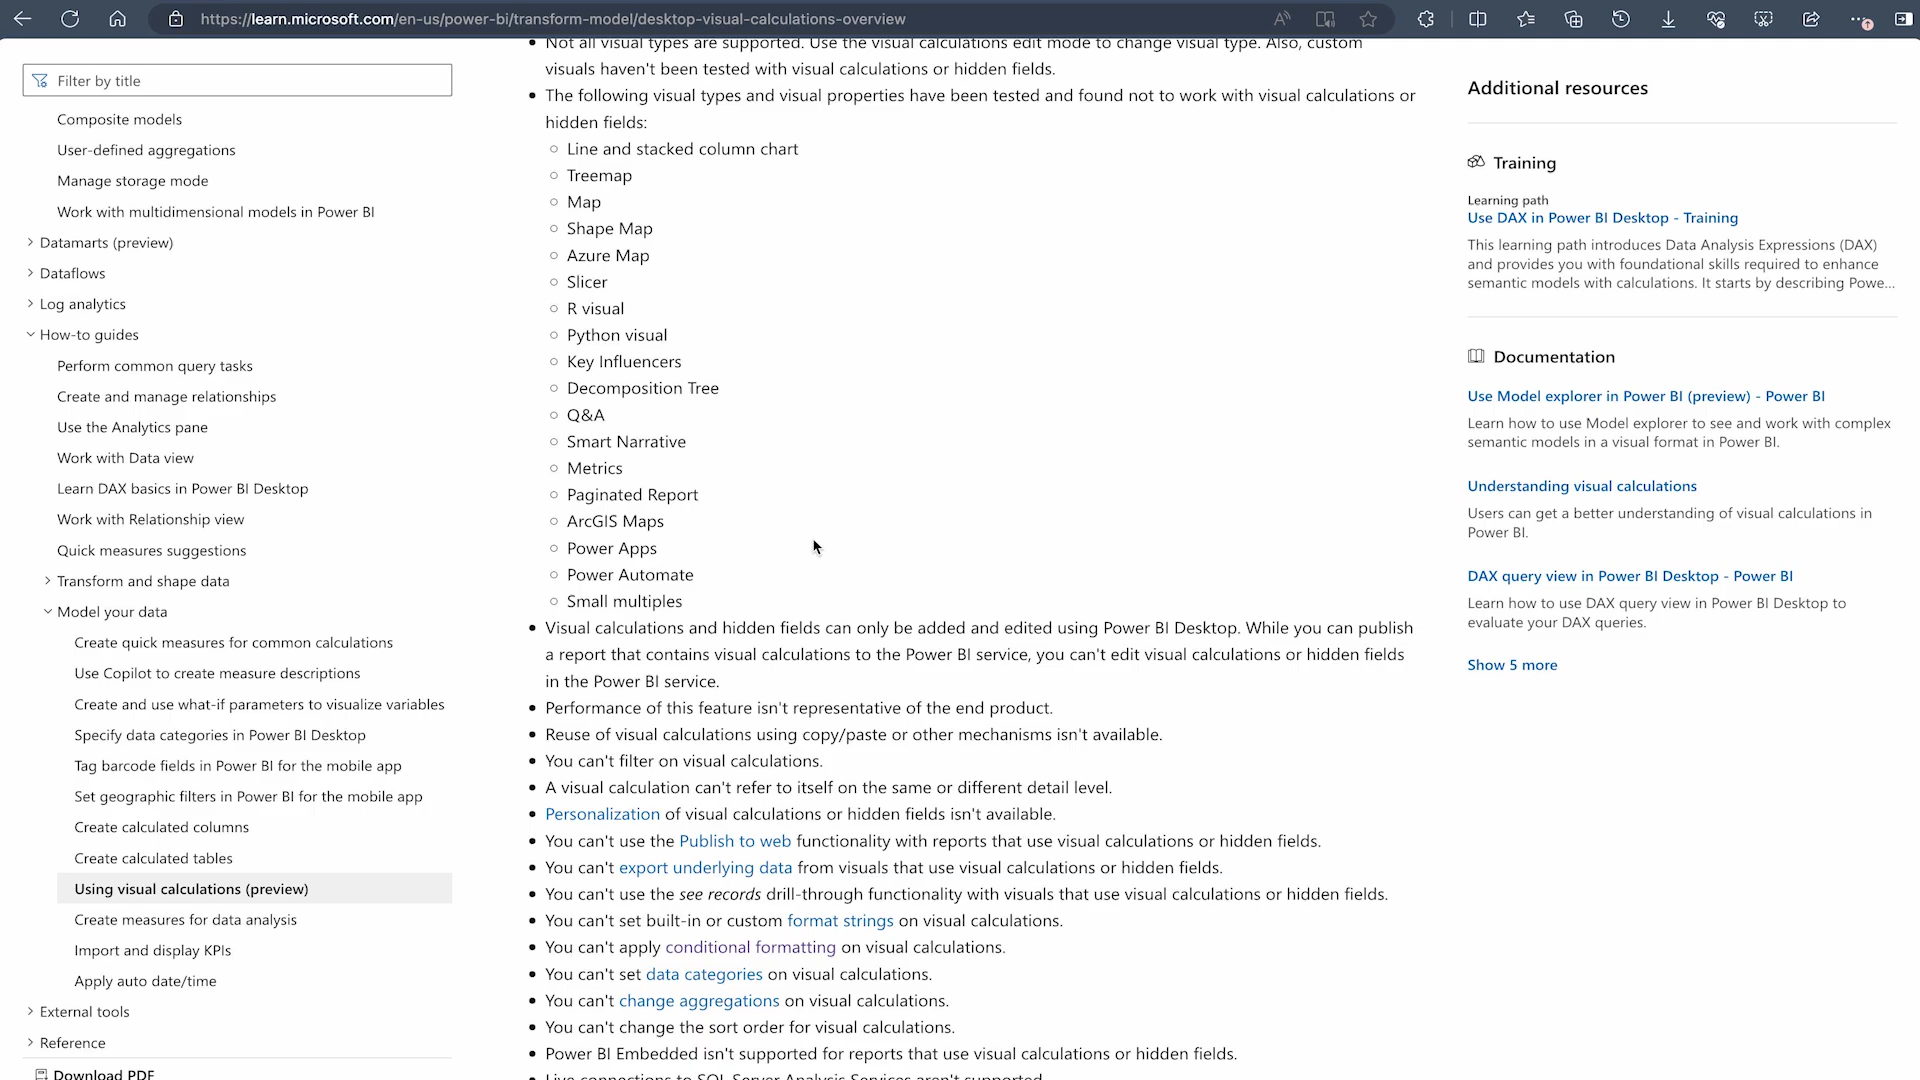 https://learn.microsoft.com/en-us/power-bi/transform-model/desktop-visual-calculations-overview
Filter by title
Composite models
User-defined aggregations
Manage storage mode
Work with multidimensional models in Power BI
Datamarts (preview)
Dataflows
Log analytics
How-to guides
Perform common query tasks
Create and manage relationships
Use the Analytics pane
Work with Data view
Learn DAX basics in Power BI Desktop
Work with Relationship view
Quick measures suggestions
Transform and shape data
Model your data
Create quick measures for common calculations
Use Copilot to create measure descriptions
Create and use what-if parameters to visualize variables
Specify data categories in Power BI Desktop
Tag barcode fields in Power BI for the mobile app
Set geographic filters in Power BI for the mobile app
Create calculated columns
Create calculated tables
Using visual calculations (preview)
Create measures for data analysis
Import and display KPIs
Apply auto date/time
External tools
Reference
Download PDF
Not all visual types are supported. Use the visual calculations edit mode to change visual type. Also, custom
visuals haven't been tested with visual calculations or hidden fields.
The following visual types and visual properties have been tested and found not to work with visual calculations or
hidden fields:
Line and stacked column chart
Treemap
Map
Shape Map
Azure Map
Slicer
R visual
Python visual
Key Influencers
Decomposition Tree
Q&A
Smart Narrative
Metrics
Paginated Report
ArcGIS Maps
Power Apps
Power Automate
Small multiples
Visual calculations and hidden fields can only be added and edited using Power BI Desktop. While you can publish
a report that contains visual calculations to the Power BI service, you can't edit visual calculations or hidden fields
in the Power BI service.
Performance of this feature isn't representative of the end product.
Reuse of visual calculations using copy/paste or other mechanisms isn't available.
You can't filter on visual calculations.
A visual calculation can't refer to itself on the same or different detail level.
Personalization of visual calculations or hidden fields isn't available.
You can't use the Publish to web functionality with reports that use visual calculations or hidden fields.
You can't export underlying data from visuals that use visual calculations or hidden fields.
You can't use the see records drill-through functionality with visuals that use visual calculations or hidden fields.
You can't set built-in or custom format strings on visual calculations.
You can't apply conditional formatting on visual calculations.
You can't set data categories on visual calculations.
You can't change aggregations on visual calculations.
You can't change the sort order for visual calculations.
Power BI Embedded isn't supported for reports that use visual calculations or hidden fields.
Live connections to SQL Server Analysis Services aren't supported.
Additional resources
Training
Learning path
Use DAX in Power BI Desktop - Training
This learning path introduces Data Analysis Expressions (DAX)
and provides you with foundational skills required to enhance
semantic models with calculations. It starts by describing Powe...
Documentation
Use Model explorer in Power BI (preview) - Power BI
Learn how to use Model explorer to see and work with complex
semantic models in a visual format in Power BI.
Understanding visual calculations
Users can get a better understanding of visual calculations in
Power BI.
DAX query view in Power BI Desktop - Power BI
Learn how to use DAX query view in Power BI Desktop to
evaluate your DAX queries.
Show 5 more